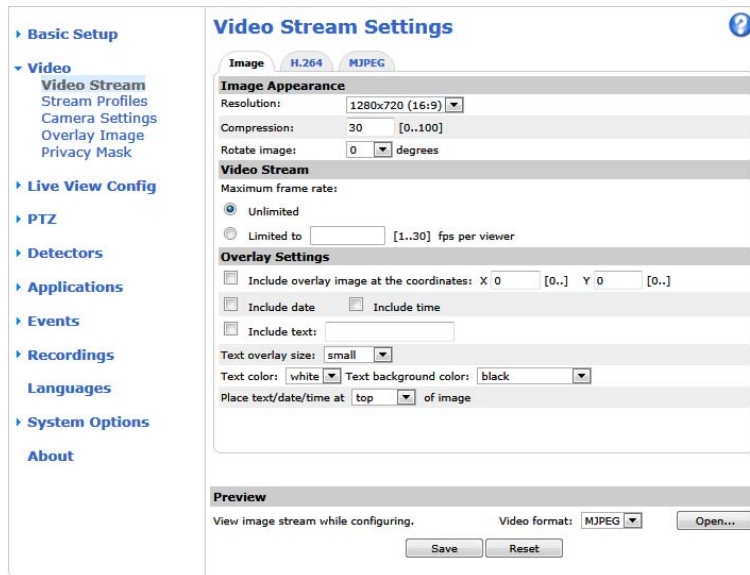 Basic Setup
Video
Video Stream
Stream Profiles
Camera Settings
Overlay Image
Privacy Mask
Live View Config
PTZ
Detectors
Applications
Events
Recordings
Languages
System Options
About
Video Stream Settings
?
Image H.264 MJPEG
Image Appearance
Resolution: 1280x720 (16:9)
Compression: 30 [0..100]
Rotate image: 0 degrees
Video Stream
Maximum frame rate:
Unlimited
Limited to [1..30] fps per viewer
Overlay Settings
Include overlay image at the coordinates: X 0 [0..] Y 0 [0..]
Include date Include time
Include text:
Text overlay size: small
Text color: white Text background color: black
Place text/date/time at top of image
Preview
View image stream while configuring. Video format: MJPEG Open...
Save Reset